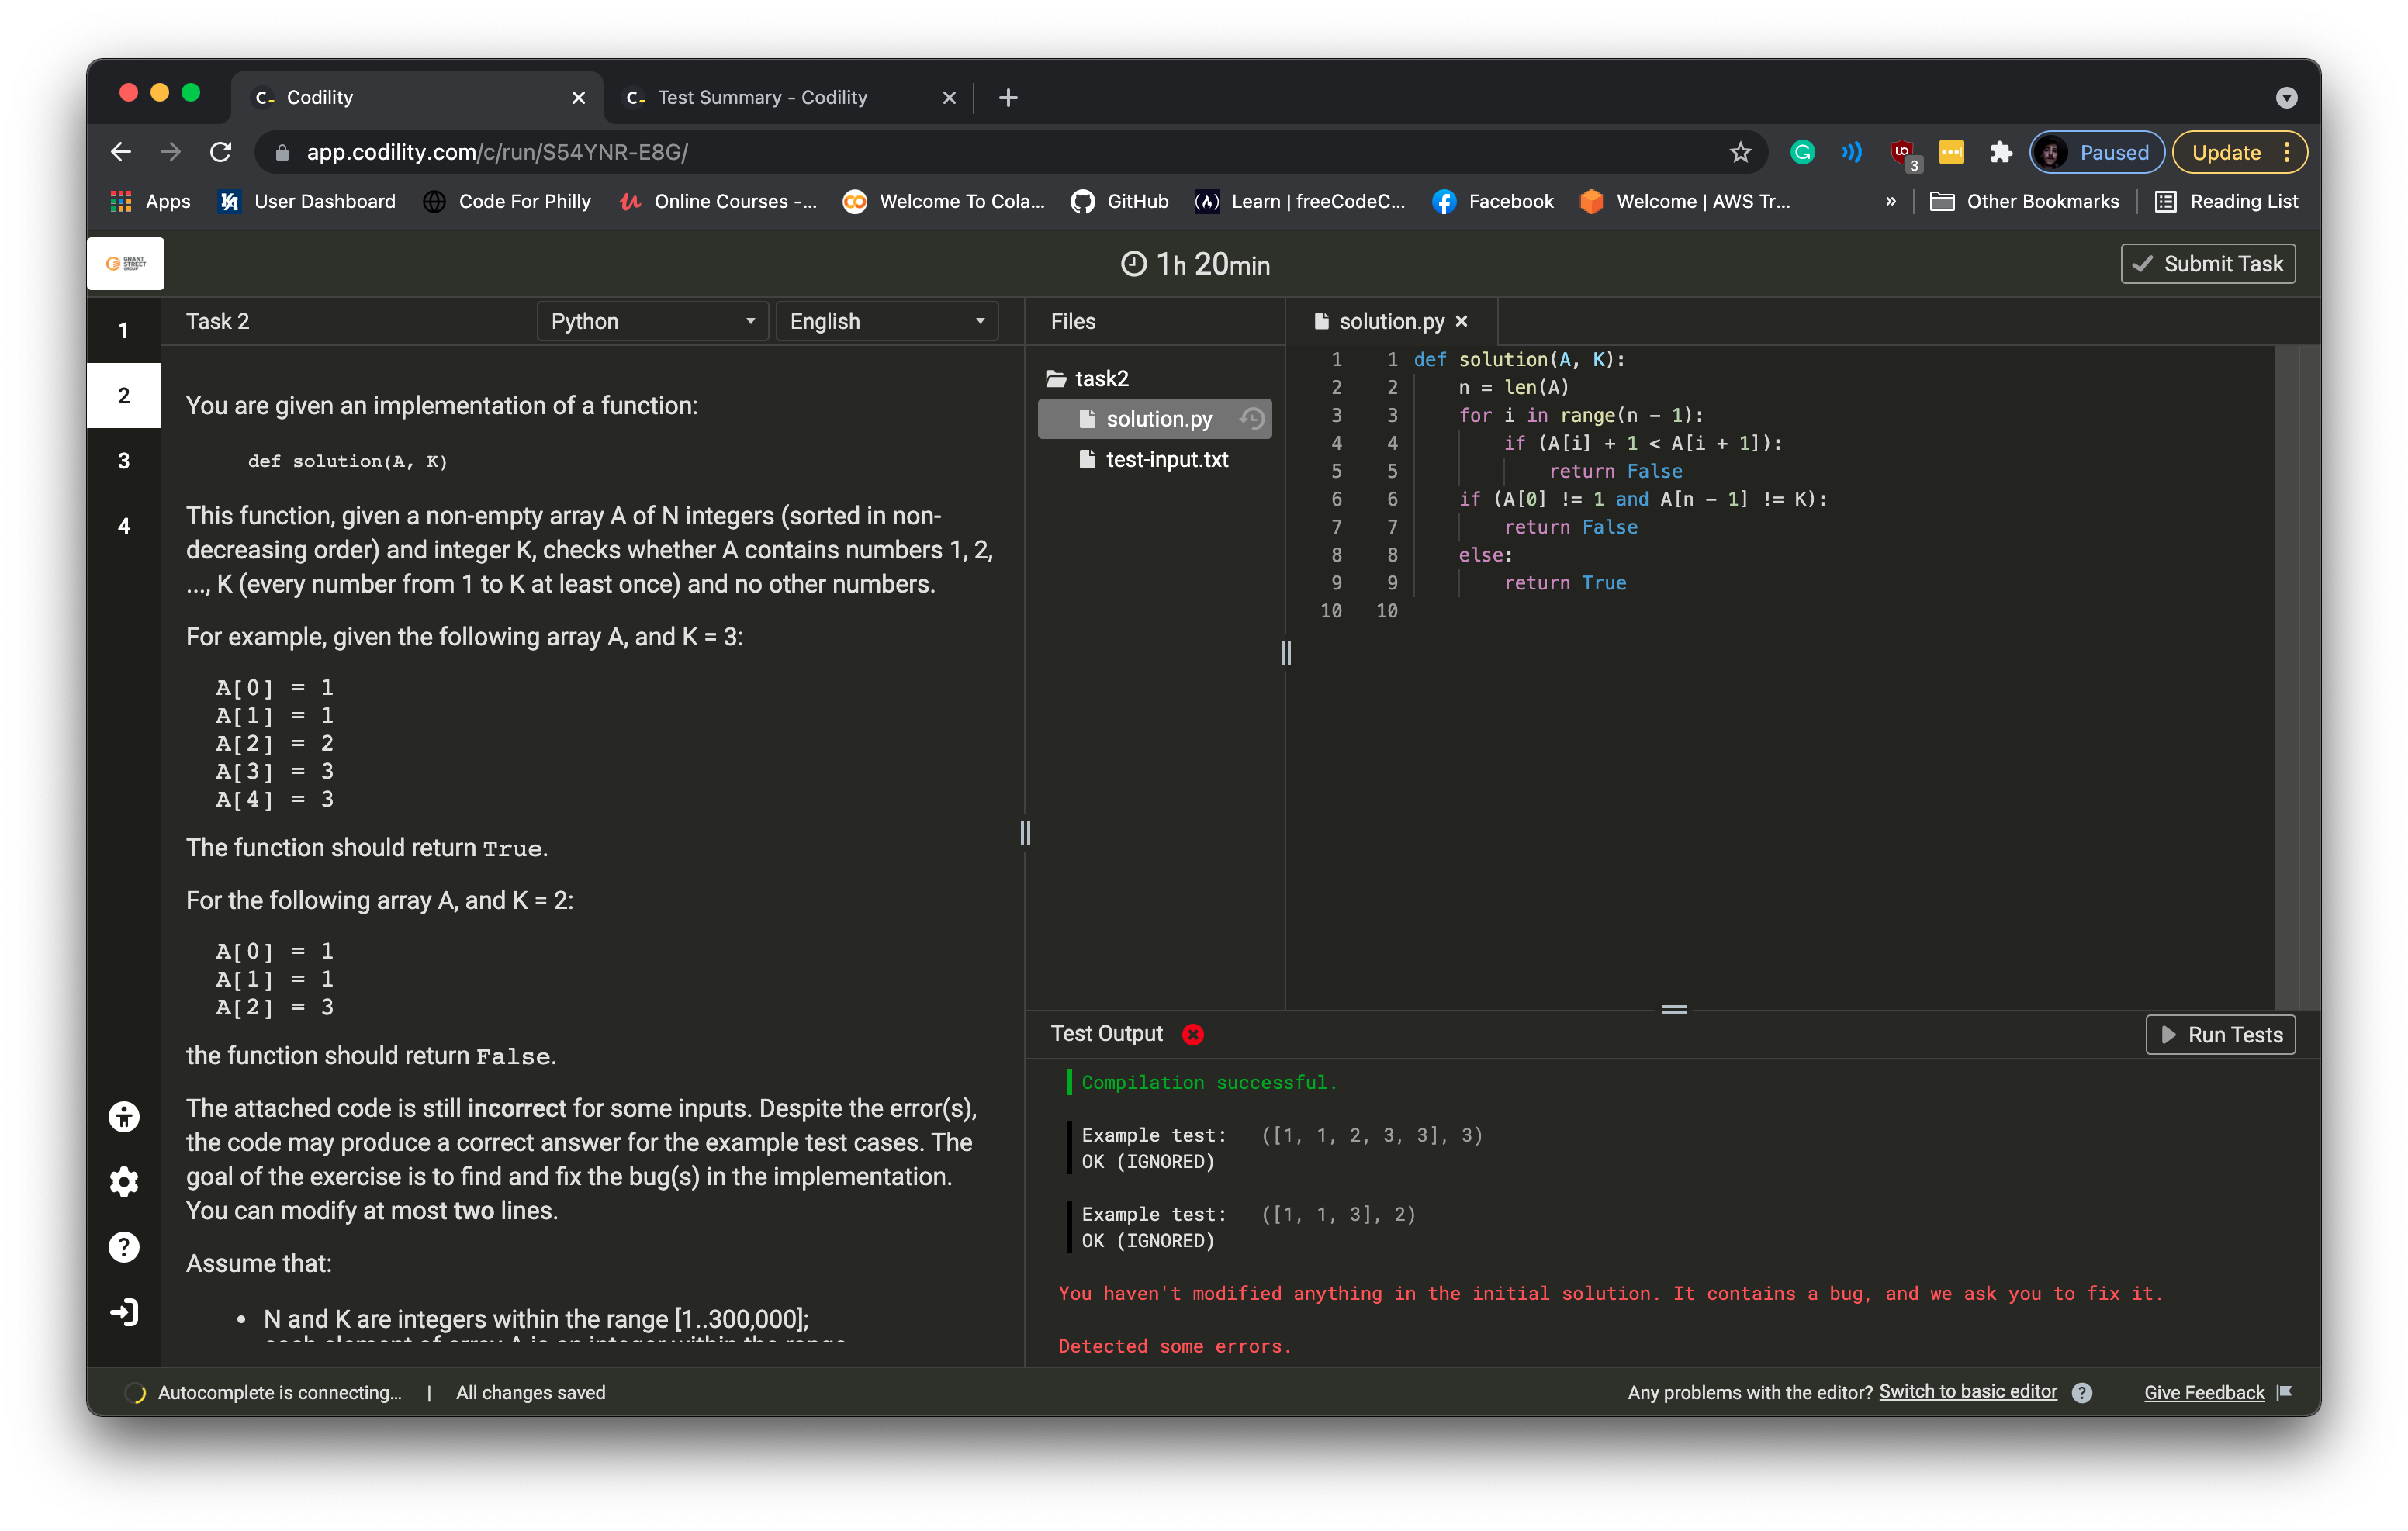 Codility
Test Summary - Codility
app.codility.com/c/run/S54YNR-E8G/
3
Paused
Update
Apps
User Dashboard
Code For Philly
Online Courses -...
Welcome To Cola...
GitHub
Learn | freeCodeC...
Facebook
Welcome | AWS Tr...
»
Other Bookmarks
Reading List
GRANT
STREET
GROUP
1h 20min
Submit Task
1
2
3
4
Task 2
Python
English
You are given an implementation of a function:
def solution(A, K)
This function, given a non-empty array A of N integers (sorted in non-
decreasing order) and integer K, checks whether A contains numbers 1, 2,
..., K (every number from 1 to K at least once) and no other numbers.
For example, given the following array A, and K = 3:
A[0] = 1
A[1] = 1
A[2] = 2
A[3] = 3
A[4] = 3
The function should return True.
For the following array A, and K = 2:
A[0] = 1
A[1] = 1
A[2] = 3
the function should return False.
The attached code is still incorrect for some inputs. Despite the error(s),
the code may produce a correct answer for the example test cases. The
goal of the exercise is to find and fix the bug(s) in the implementation.
You can modify at most two lines.
Assume that:
• N and K are integers within the range [1..300,000];
each element of array A is an integer within the range
Files
task2
solution.py
test-input.txt
solution.py
1 1 def solution(A, K):
2 2 n = len(A)
3 3 for i in range(n - 1):
4 4 if (A[i] + 1 < A[i + 1]):
5 5 return False
6 6 if (A[0] != 1 and A[n - 1] != K):
7 7 return False
8 8 else:
9 9 return True
10 10
Test Output
Run Tests
Compilation successful.
Example test: ([1, 1, 2, 3, 3], 3)
OK (IGNORED)
Example test: ([1, 1, 3], 2)
OK (IGNORED)
You haven't modified anything in the initial solution. It contains a bug, and we ask you to fix it.
Detected some errors.
Autocomplete is connecting... | All changes saved
Any problems with the editor? Switch to basic editor
Give Feedback